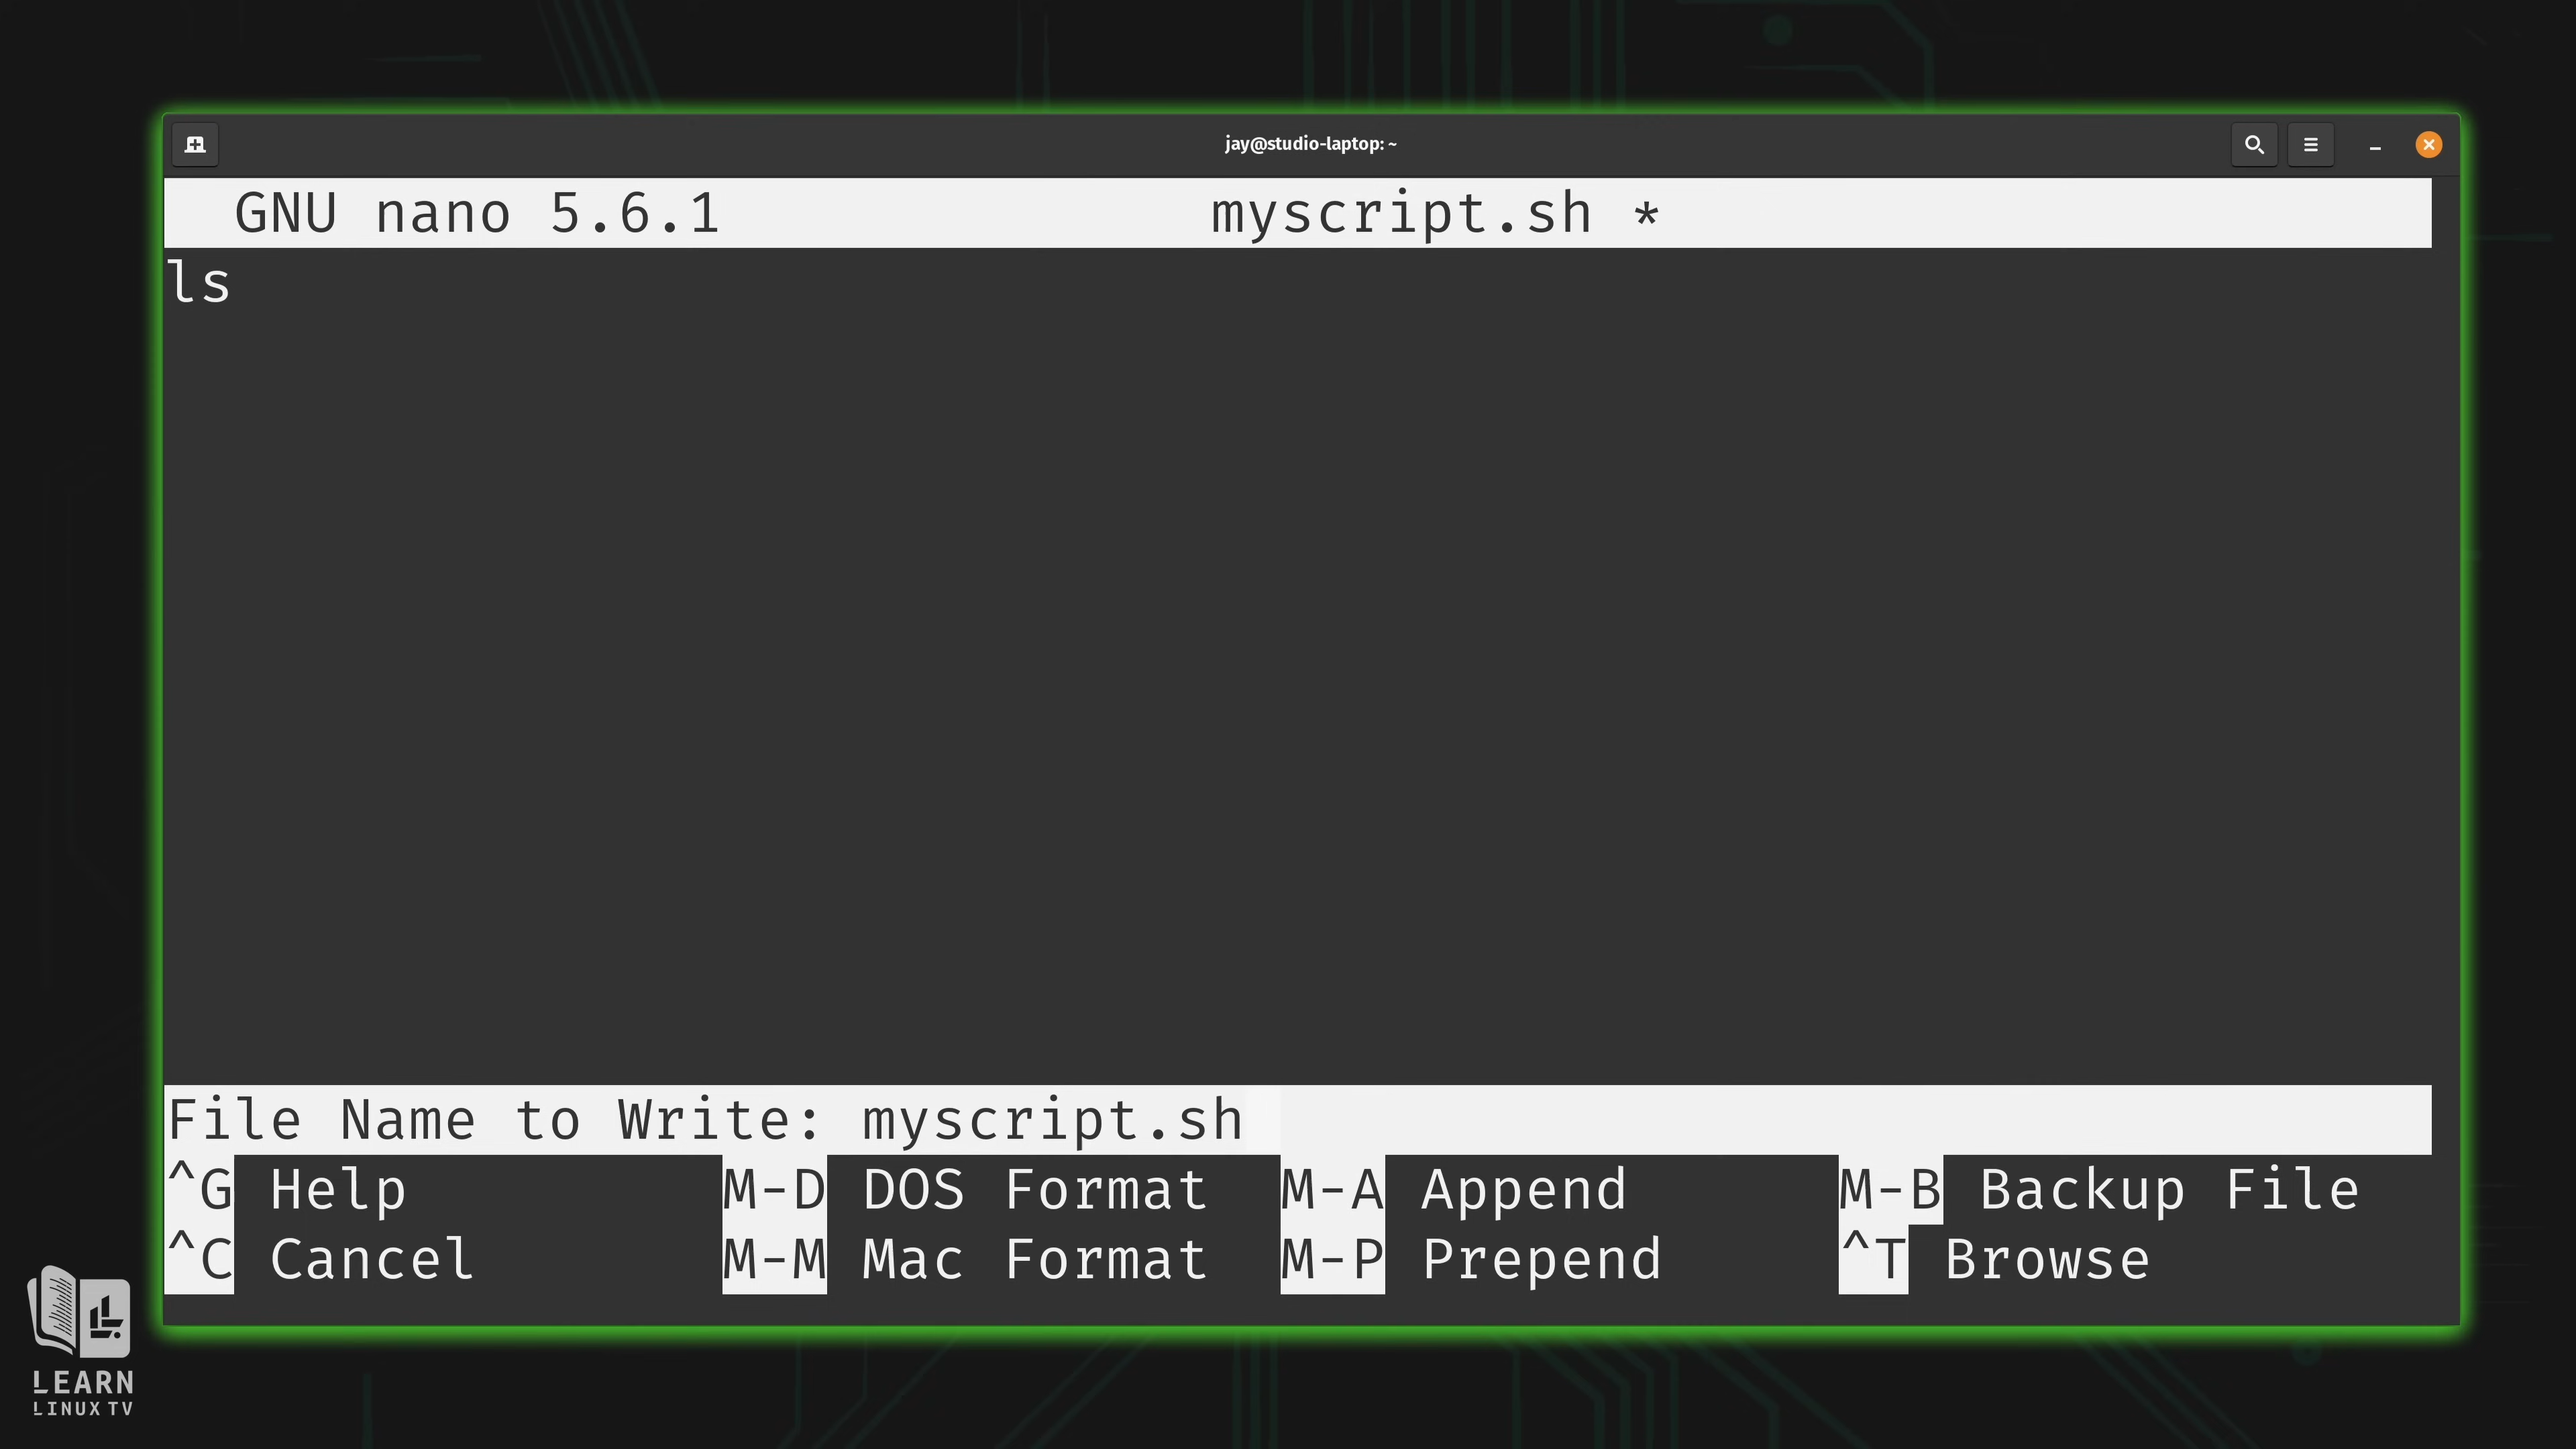 jay@studio-laptop: ~
GNU nano 5.6.1 myscript.sh *
ls
File Name to Write: myscript.sh
^G Help M-D DOS Format M-A Append M-B Backup File
^C Cancel M-M Mac Format M-P Prepend ^T Browse
LEARN
LINUX TV